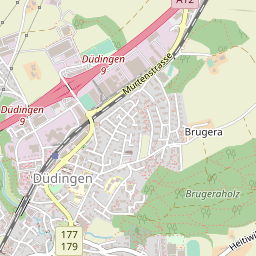 A12
Düdingen
9
Murtenstrasse
Düdingen
9
Brugera
Düdingen
Brugeraholz
177
179
Heitiwil